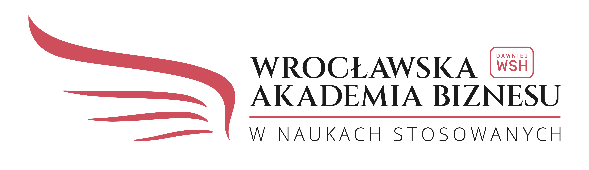 DAWNIEJ
WSH
WROCŁAWSKA
AKADEMIA BIZNESU
W NAUKACH STOSOWANYCH